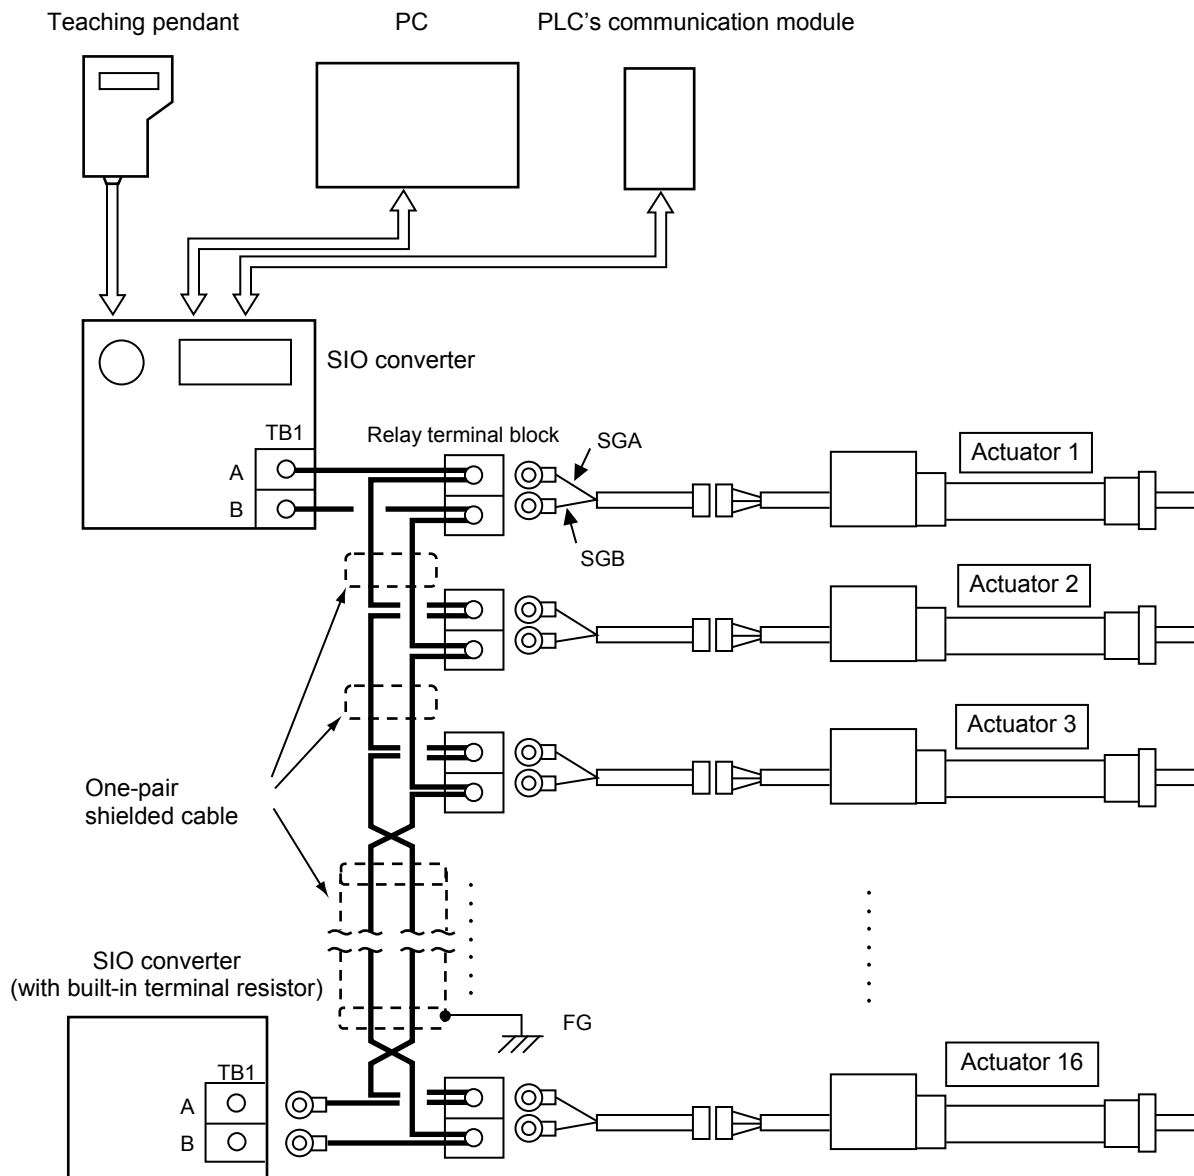 Teaching pendant
PC
PLC's communication module
SIO converter
TB1
A
B
Relay terminal block
SGA
SGB
Actuator 1
Actuator 2
Actuator 3
One-pair
shielded cable
SIO converter
(with built-in terminal resistor)
FG
TB1
A
B
Actuator 16